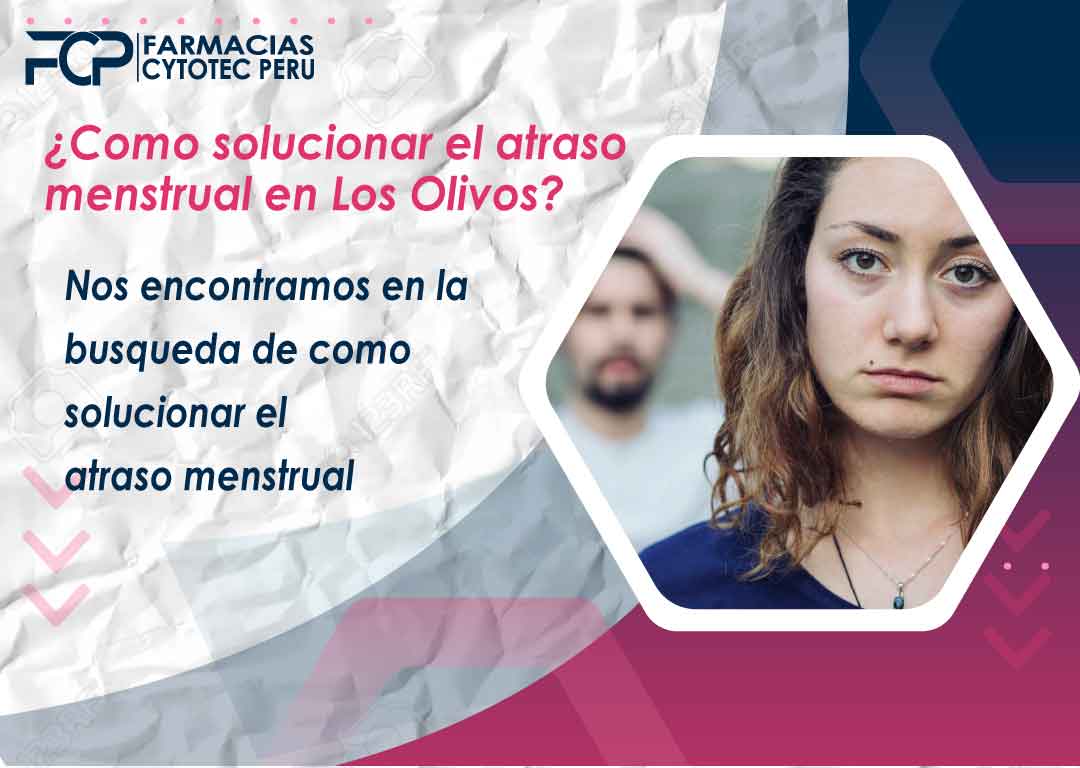 FCP
FARMACIAS
CYTOTEC PERU
¿Como solucionar el atraso
menstrual en Los Olivos?
Nos encontramos en la
busqueda de como
solucionar el
atraso menstrual